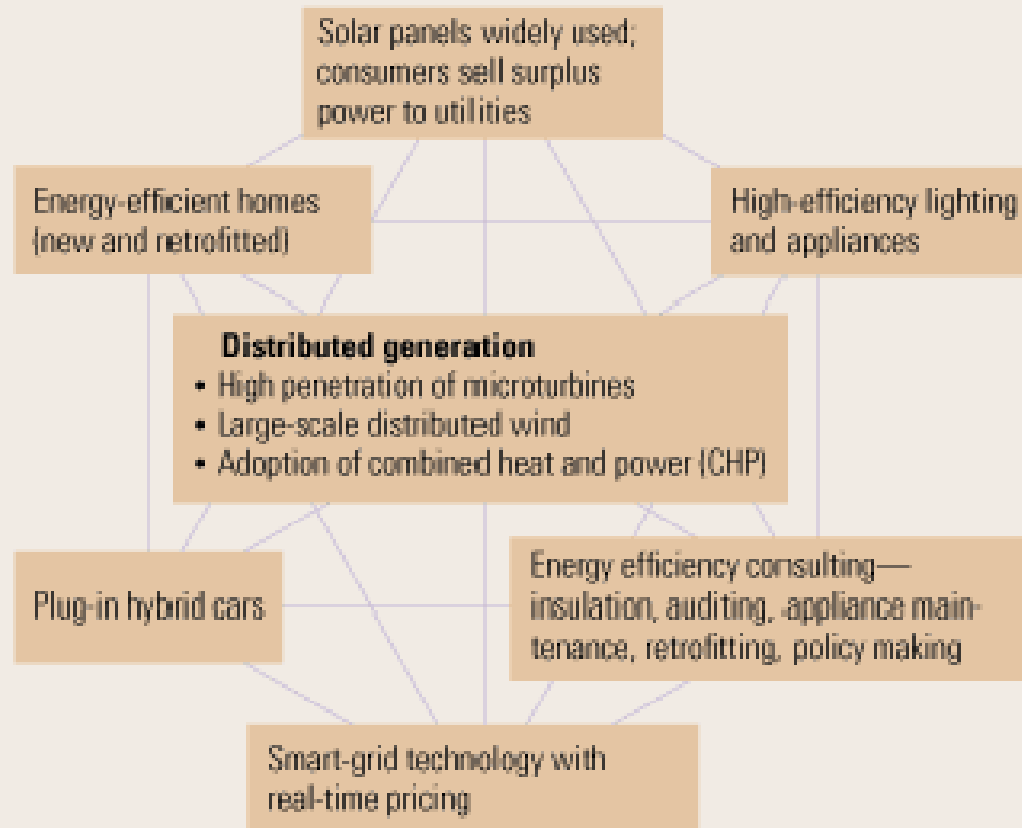 Solar panels widely used;
consumers sell surplus
power to utilities
Energy-efficient homes
(new and retrofitted)
High-efficiency lighting
and appliances
Distributed generation
• High penetration of microturbines
• Large-scale distributed wind
• Adoption of combined heat and power (CHP)
Plug-in hybrid cars
Energy efficiency consulting—
insulation, auditing, appliance main-
tenance, retrofitting, policy making
Smart-grid technology with
real-time pricing